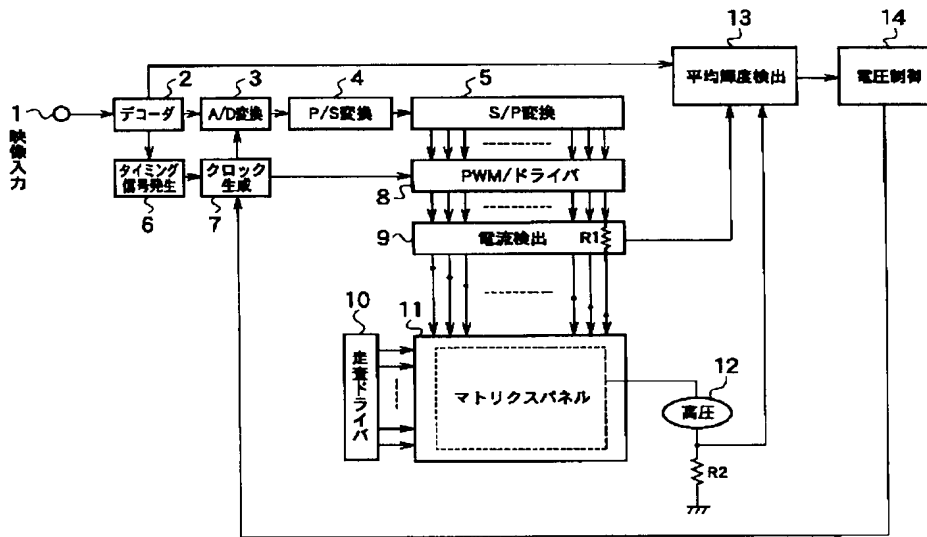 13
14
2
3
4
5
1
デコーダ
A/D変換
P/S変換
S/P変換
平均輝度検出
電圧制御
映像入力
タイミング
信号発生
クロック
生成
PWM/ドライバ
6
7
8
9
電流検出
R1
10
11
走査ドライバ
マトリクスパネル
12
高圧
R2